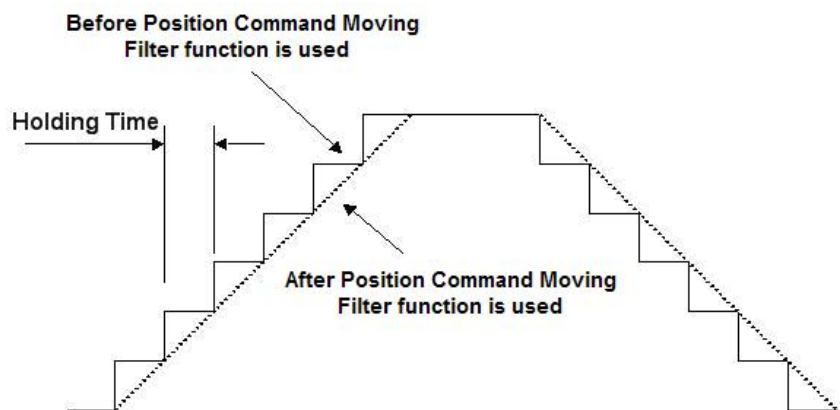 Before Position Command Moving
Filter function is used
Holding Time
After Position Command Moving
Filter function is used